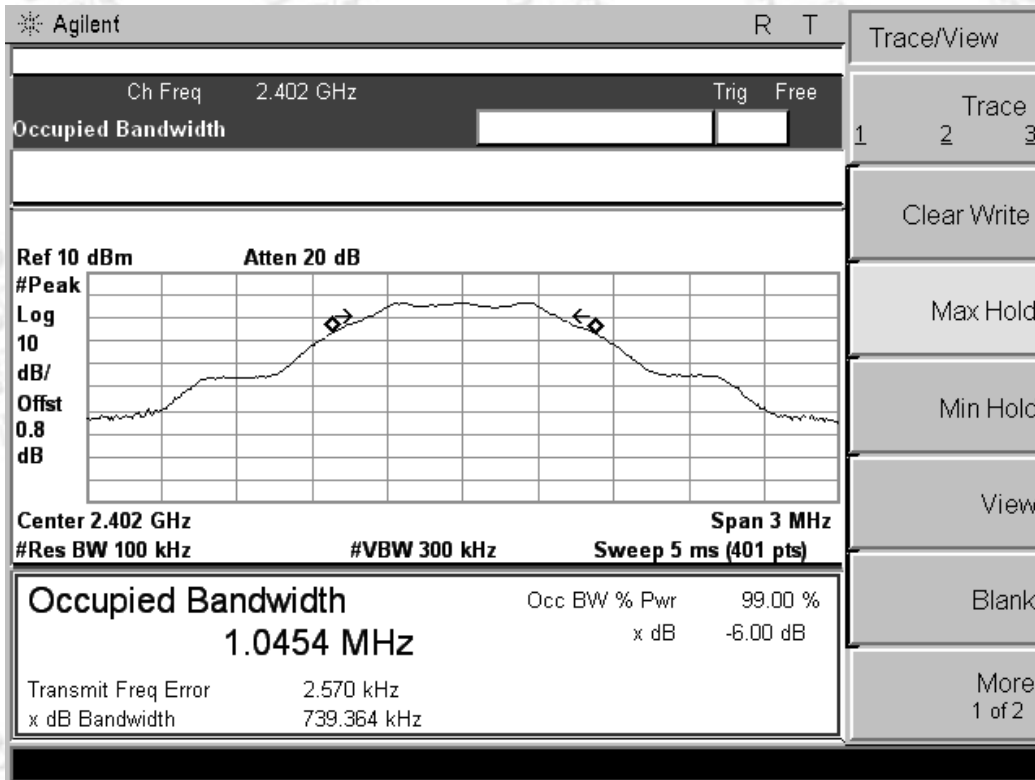 Agilent R T
Ch Freq 2.402 GHz Trig Free
Occupied Bandwidth
Ref 10 dBm Atten 20 dB
#Peak
Log
10
dB/
Offst
0.8
dB
Center 2.402 GHz Span 3 MHz
#Res BW 100 kHz #VBW 300 kHz Sweep 5 ms (401 pts)
Occupied Bandwidth
1.0454 MHz
Occ BW % Pwr 99.00 %
x dB -6.00 dB
Transmit Freq Error 2.570 kHz
x dB Bandwidth 739.364 kHz
Trace/View
Trace
1 2 3
Clear Write
Max Hold
Min Hold
View
Blank
More
1 of 2